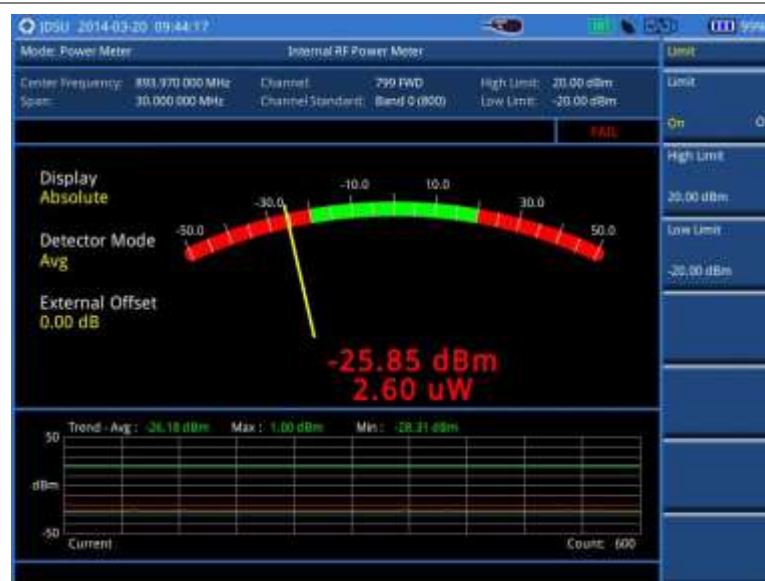 JDSU 2014-03-20 09:44:17
INT
99%
Mode: Power Meter
Internal RF Power Meter
Limit
Center Frequency: 893.970 000 MHz
Channel: 799 FWD
High Limit: 20.00 dBm
Span: 30.000 000 MHz
Channel Standard: Band 0 (800)
Low Limit: -20.00 dBm
FAIL
Limit
On
High Limit
20.00 dBm
Low Limit
-20.00 dBm
Display
Absolute
Detector Mode
Avg
External Offset
0.00 dB
-50.0
-30.0
-10.0
10.0
30.0
50.0
-25.85 dBm
2.60 uW
Trend - Avg : -26.18 dBm Max : 1.00 dBm Min : -28.31 dBm
50
dBm
-50
Current
Count: 600